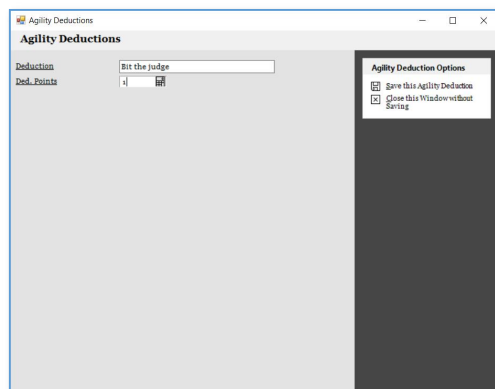 Agility Deductions
Agility Deductions
Deduction
Bit the judge
Ded. Points
1
Agility Deduction Options
Save this Agility Deduction
Close this Window without
Saving